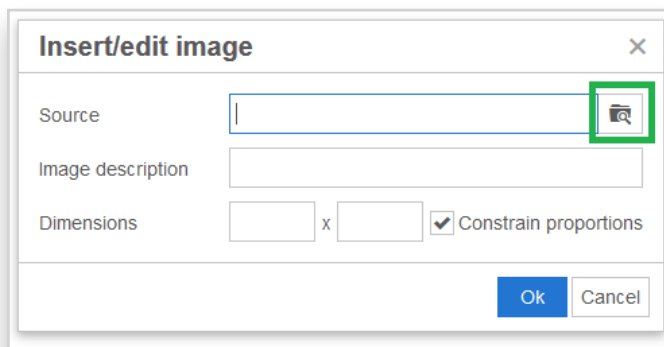 Insert/edit image ×
Source
Image description
Dimensions x Constrain proportions
Ok Cancel